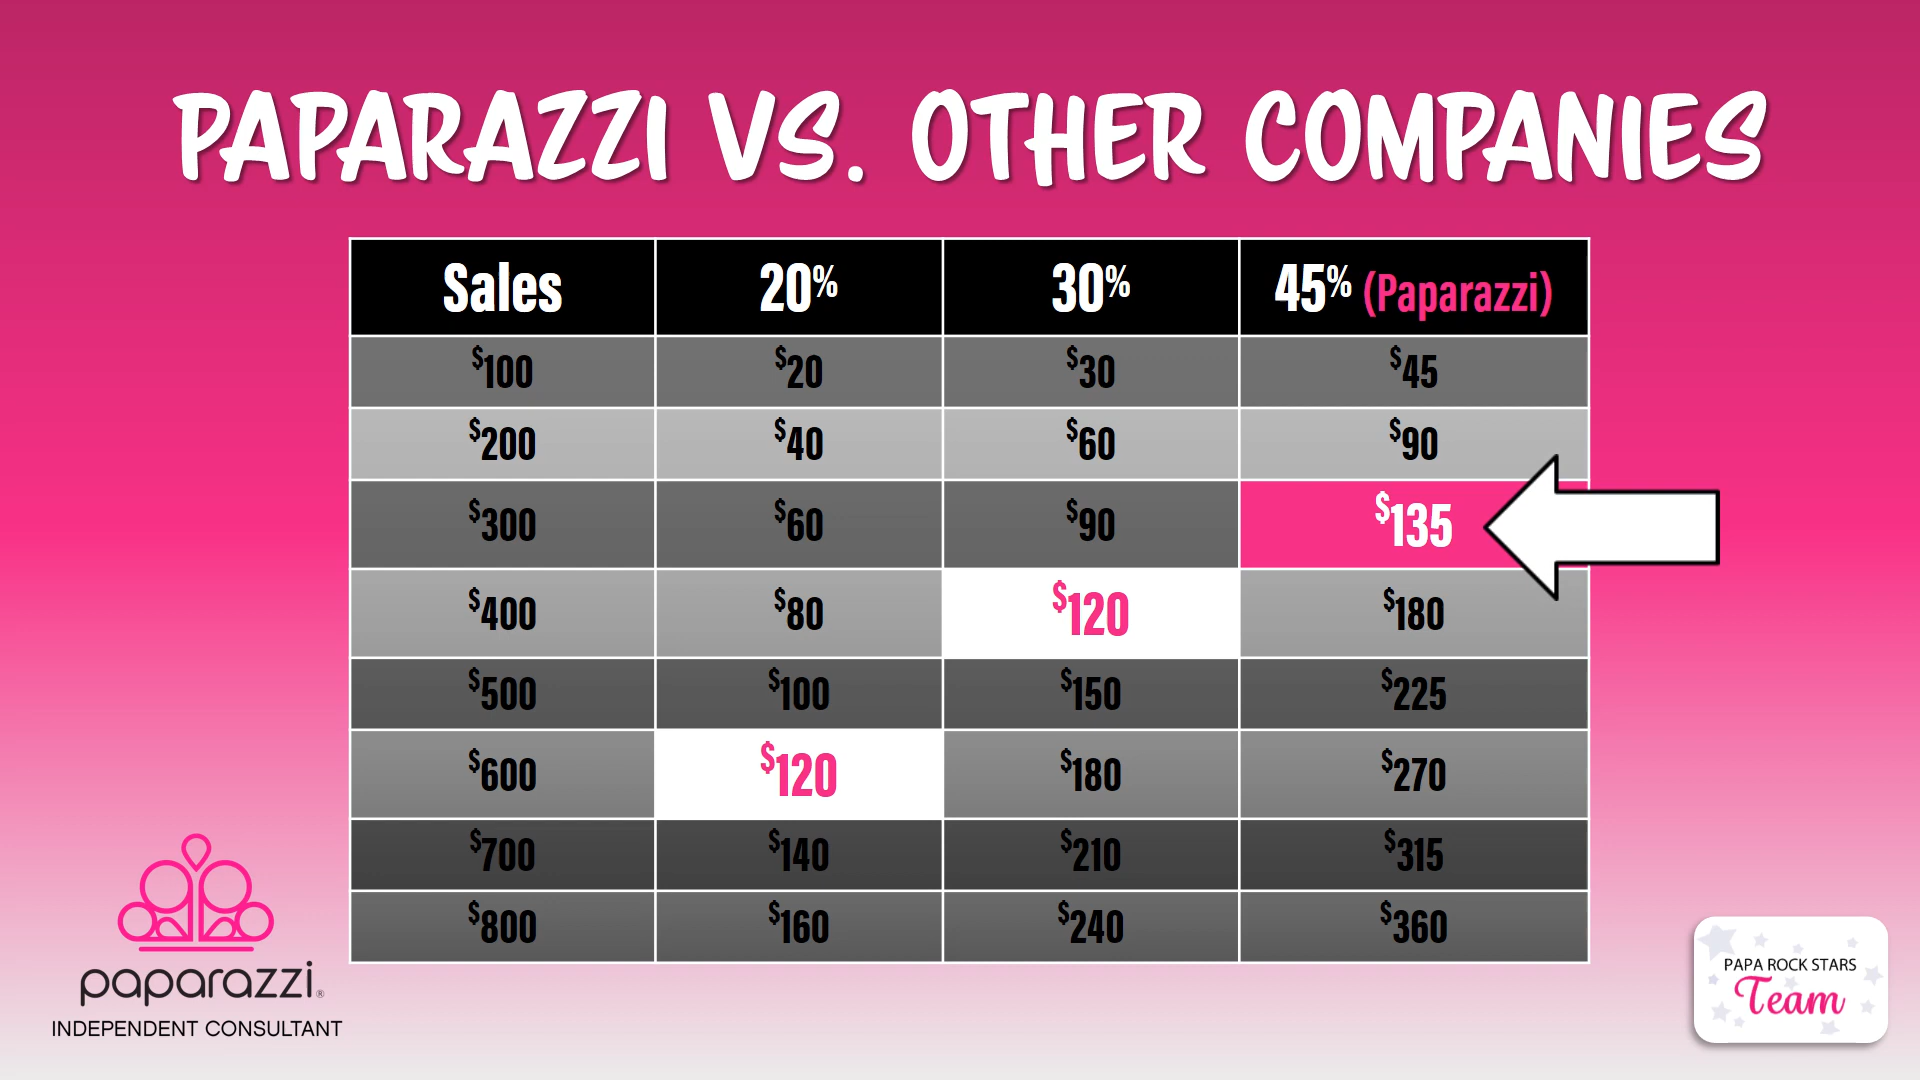 PAPARAZZI VS. OTHER COMPANIES
Sales 20% 30% 45% (Paparazzi)
$100 $20 $30 $45
$200 $40 $60 $90
$300 $60 $90 $135
$400 $80 $120 $180
$500 $100 $150 $225
$600 $120 $180 $270
$700 $140 $210 $315
$800 $160 $240 $360
paparazzi®
INDEPENDENT CONSULTANT
PAPA ROCK STARS
Team